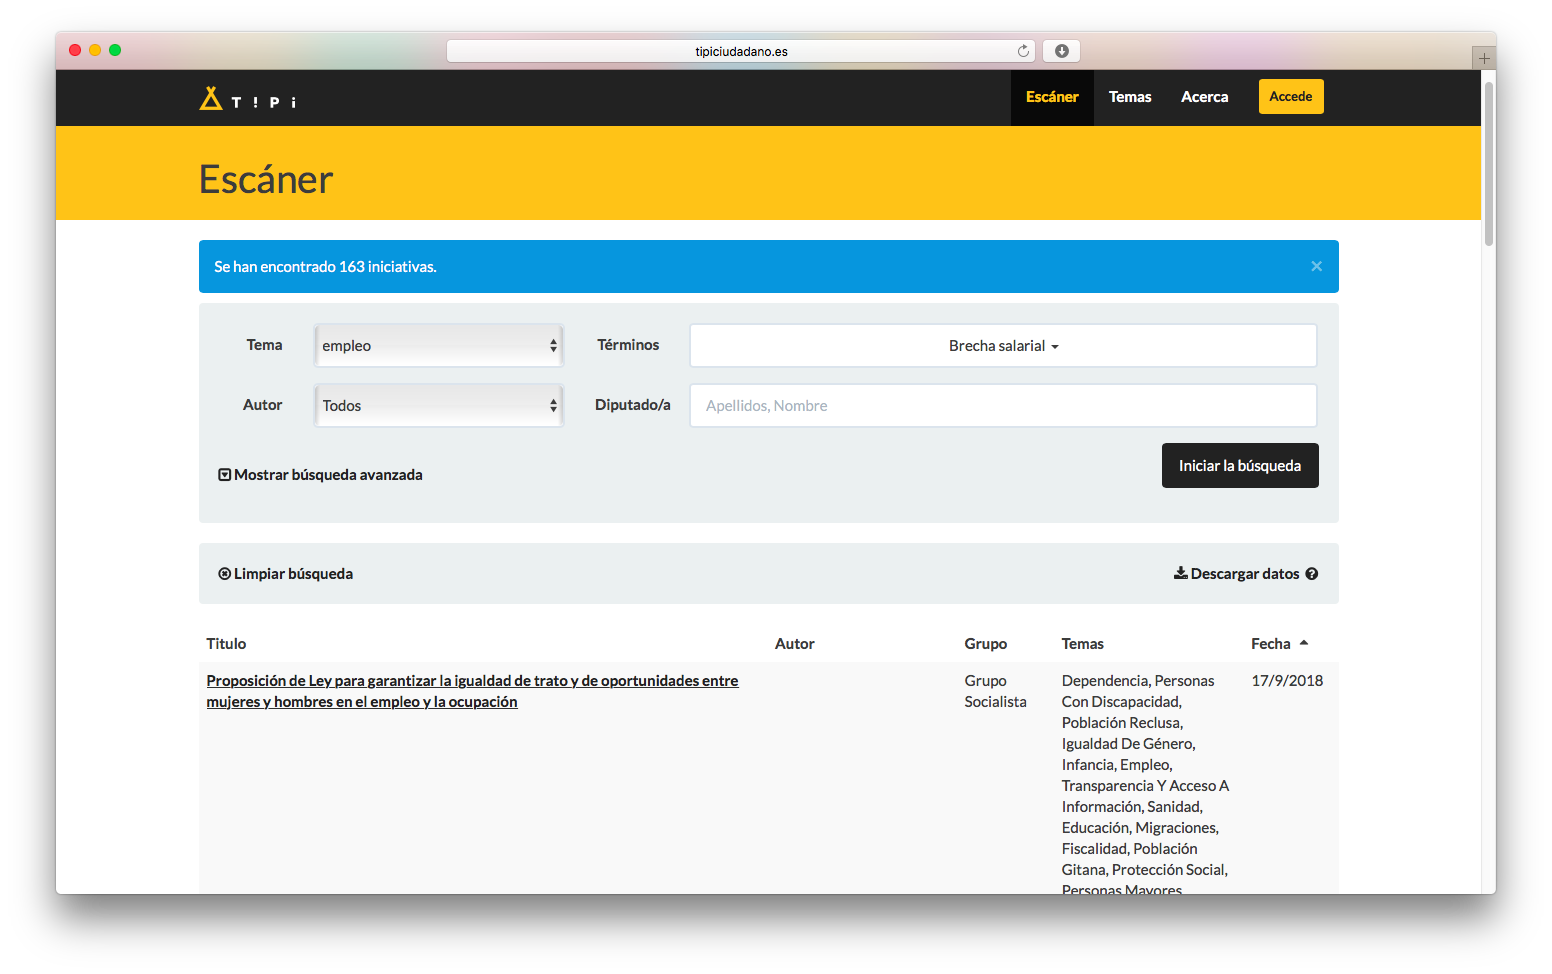 tipiciudadano.es
T ! P i
Escáner
Temas
Acerca
Accede
Escáner
Se han encontrado 163 iniciativas.
Tema
empleo
Términos
Brecha salarial
Autor
Todos
Diputado/a
Apellidos, Nombre
Mostrar búsqueda avanzada
Iniciar la búsqueda
Limpiar búsqueda
Descargar datos
Titulo
Autor
Grupo
Temas
Fecha
Proposición de Ley para garantizar la igualdad de trato y de oportunidades entre
mujeres y hombres en el empleo y la ocupación
Grupo
Socialista
Dependencia, Personas
Con Discapacidad,
Población Reclusa,
Igualdad De Género,
Infancia, Empleo,
Transparencia Y Acceso A
Información, Sanidad,
Educación, Migraciones,
Fiscalidad, Población
Gitana, Protección Social,
Personas Mayores
17/9/2018